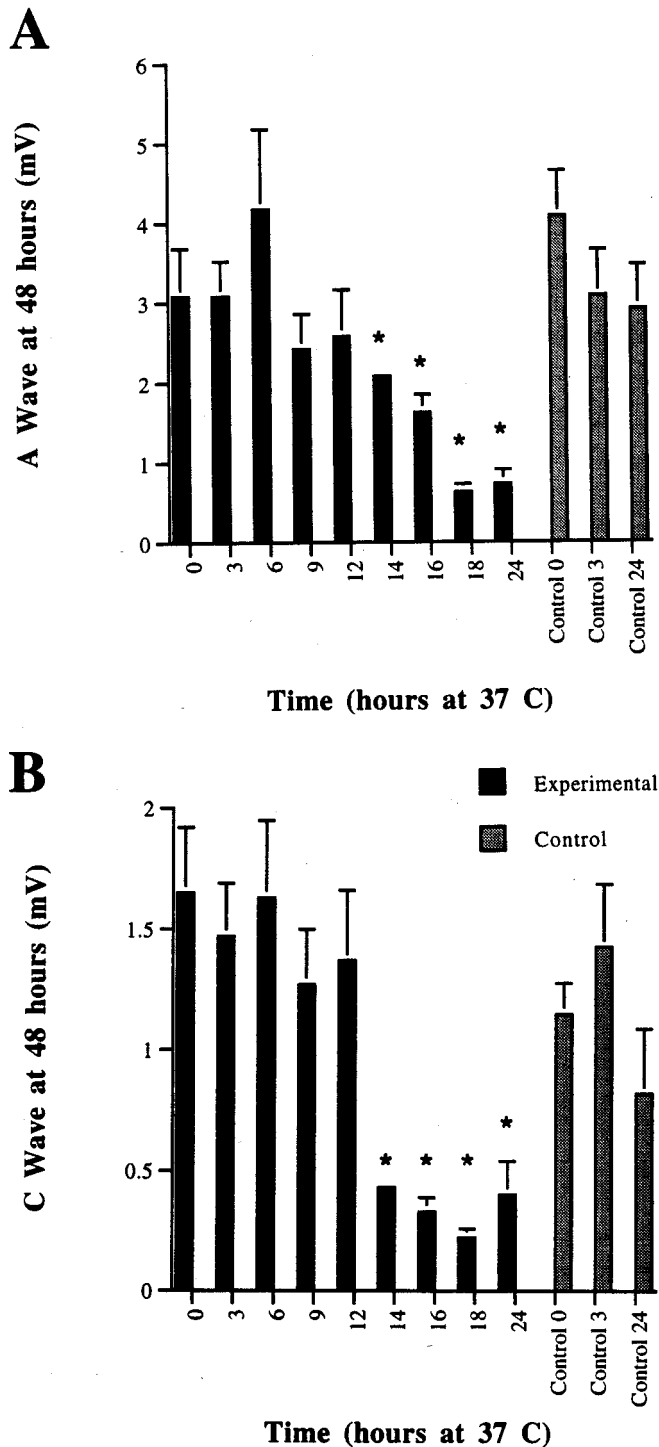 A
A Wave at 48 hours (mV)
6
5
4
3
2
1
0
* * * *
0 3 6 9 12 14 16 18 24 Control 0 Control 3 Control 24
Time (hours at 37 C)
B
Experimental
Control
C Wave at 48 hours (mV)
2
1.5
1
0.5
0
* * * *
0 3 6 9 12 14 16 18 24 Control 0 Control 3 Control 24
Time (hours at 37 C)